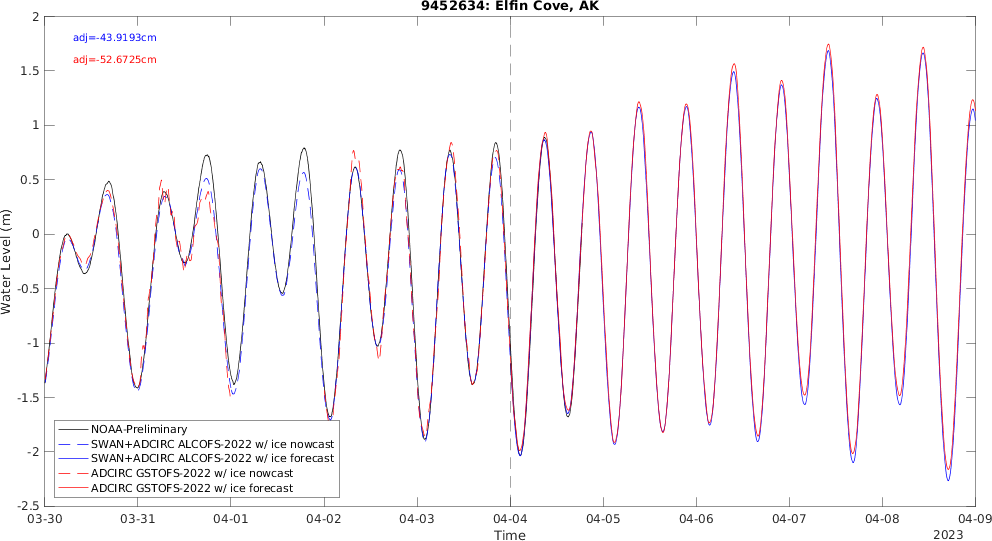 9452634: Elfin Cove, AK
adj=-43.9193cm
adj=-52.6725cm
Water Level (m)
2
1.5
1
0.5
0
-0.5
-1
-1.5
-2
-2.5
NOAA-Preliminary
SWAN+ADCIRC ALCOFS-2022 w/ ice nowcast
SWAN+ADCIRC ALCOFS-2022 w/ ice forecast
ADCIRC GSTOFS-2022 w/ ice nowcast
ADCIRC GSTOFS-2022 w/ ice forecast
03-30 03-31 04-01 04-02 04-03 04-04 04-05 04-06 04-07 04-08 04-09
Time
2023